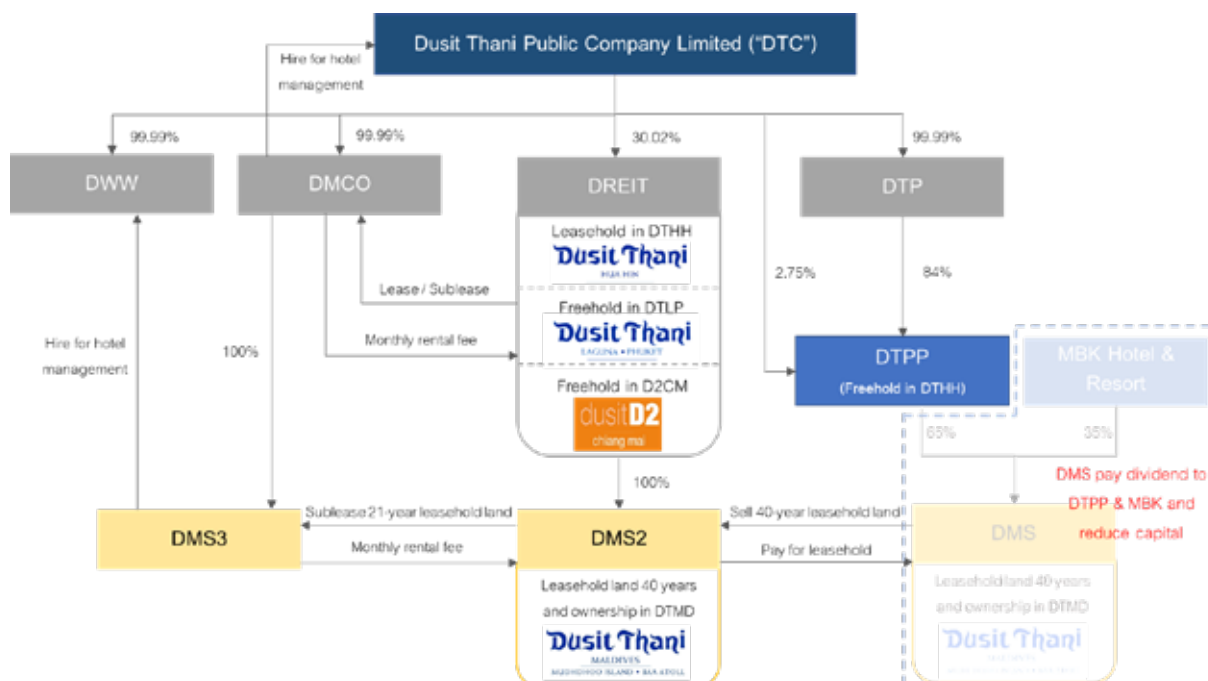 Dusit Thani Public Company Limited ("DTC")
Hire for hotel
management
99.99%
99.99%
30.02%
99.99%
DWW
DMCO
DREIT
DTP
Leasehold in DTHH
Dusit Thani
HUA HIN
2.75%
84%
Lease / Sublease
Freehold in DTLP
Dusit Thani
LAGUNA • PHUKET
Monthly rental fee
Hire for hotel
management
100%
DTPP
(Freehold in DTHH)
MBK Hotel &
Resort
Freehold in D2CM
dusitD2
chiang mai
65%
35%
100%
DMS pay dividend to
DTPP & MBK and
reduce capital
Sublease 21-year leasehold land
Sell 40-year leasehold land
DMS3
DMS2
DMS
Monthly rental fee
Pay for leasehold
Leasehold land 40 years
and ownership in DTMD
Dusit Thani
MALDIVES
Leasehold land 40 years
and ownership in DTMD
Dusit Thani